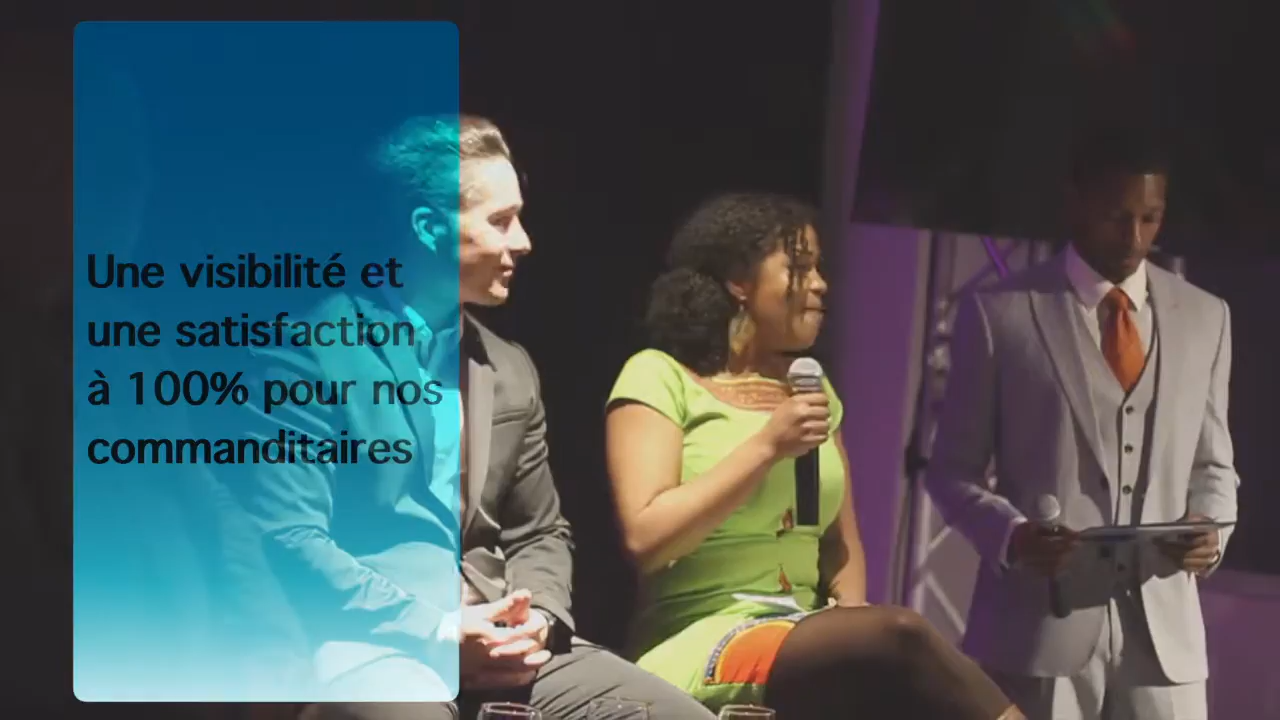 Une visibilité et
une satisfaction
à 100% pour nos
commanditaires